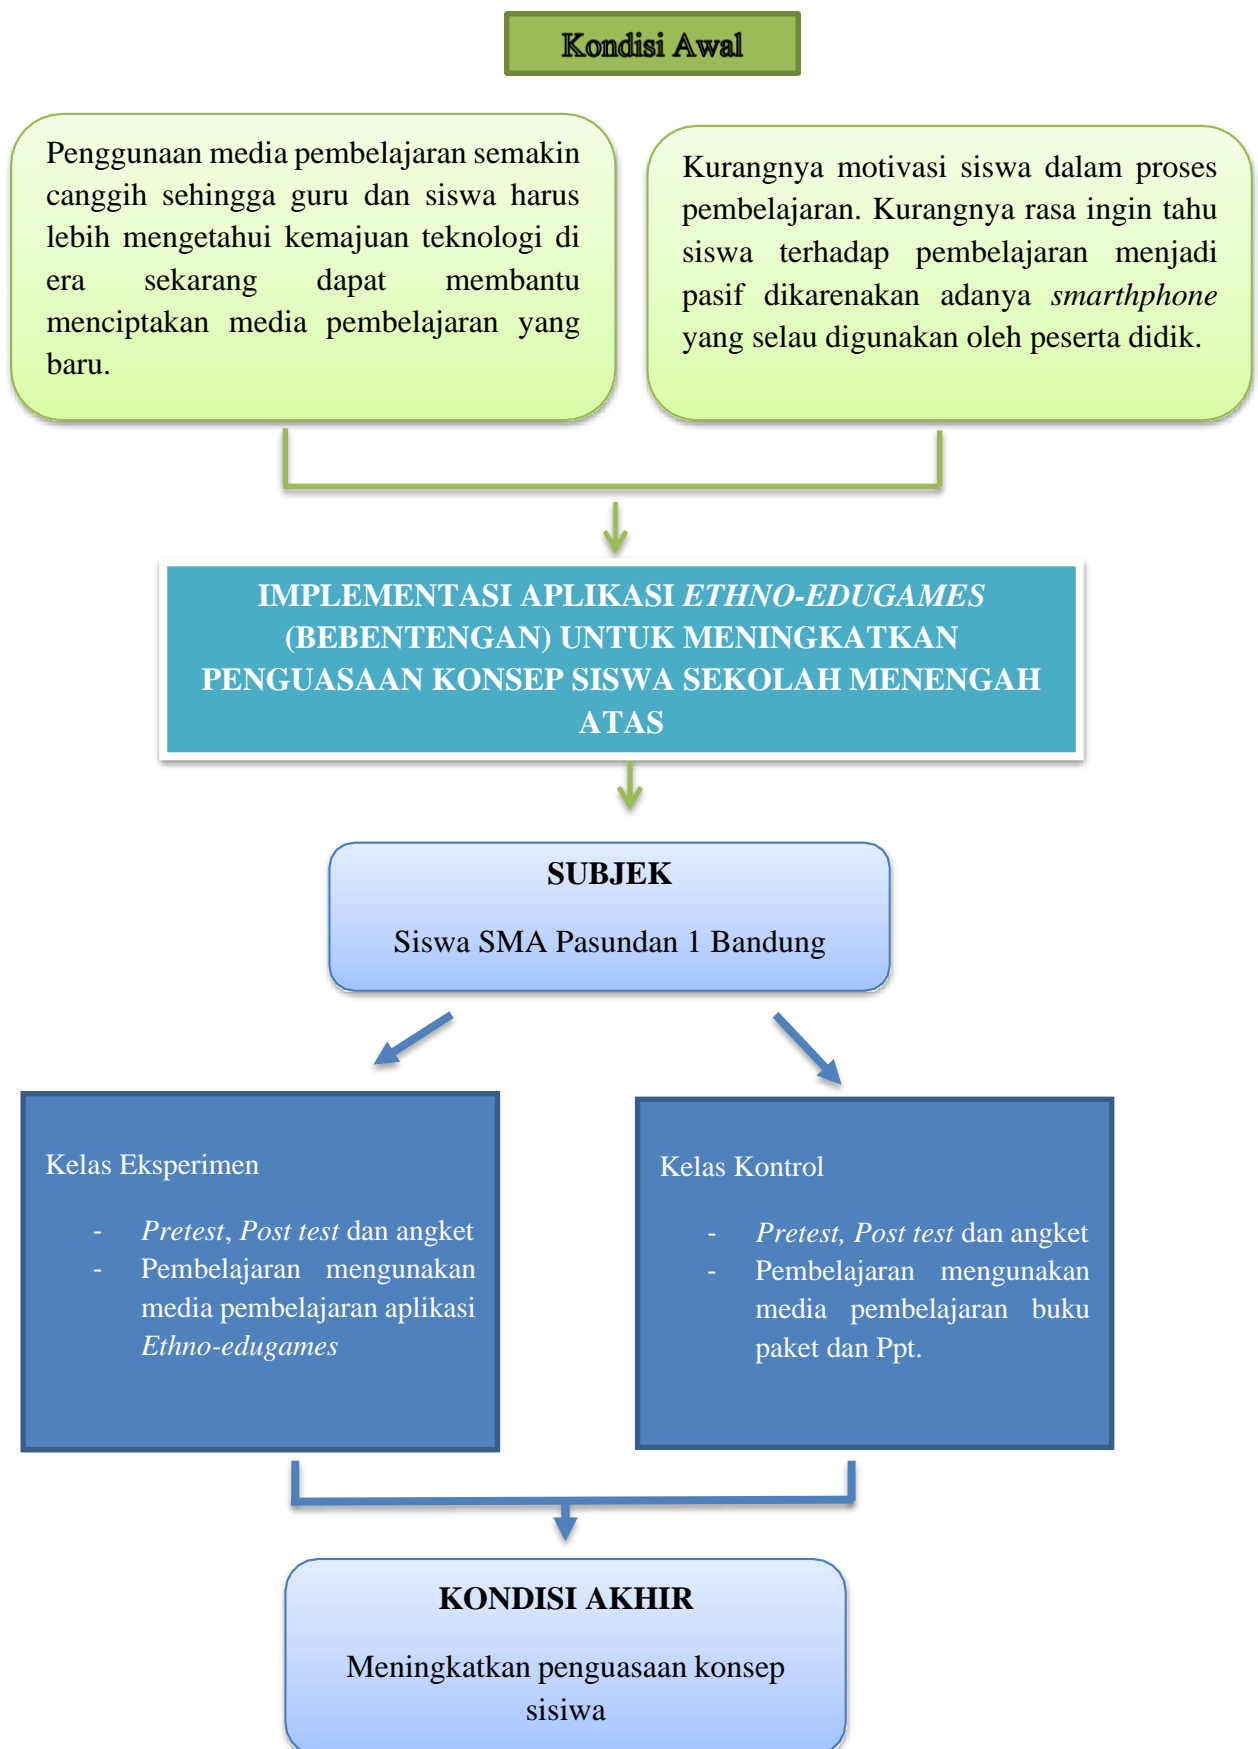 Kondisi Awal
Penggunaan media pembelajaran semakin
canggih sehingga guru dan siswa harus
lebih mengetahui kemajuan teknologi di
era sekarang dapat membantu
menciptakan media pembelajaran yang
baru.
Kurangnya motivasi siswa dalam proses
pembelajaran. Kurangnya rasa ingin tahu
siswa terhadap pembelajaran menjadi
pasif dikarenakan adanya smarthphone
yang selau digunakan oleh peserta didik.
IMPLEMENTASI APLIKASI ETHNO-EDUGAMES
(BEBENTENGAN) UNTUK MENINGKATKAN
PENGUASAAN KONSEP SISWA SEKOLAH MENENGAH
ATAS
SUBJEK
Siswa SMA Pasundan 1 Bandung
Kelas Eksperimen
- Pretest, Post test dan angket
- Pembelajaran mengunakan
media pembelajaran aplikasi
Ethno-edugames
Kelas Kontrol
- Pretest, Post test dan angket
- Pembelajaran mengunakan
media pembelajaran buku
paket dan Ppt.
KONDISI AKHIR
Meningkatkan penguasaan konsep
sisiwa